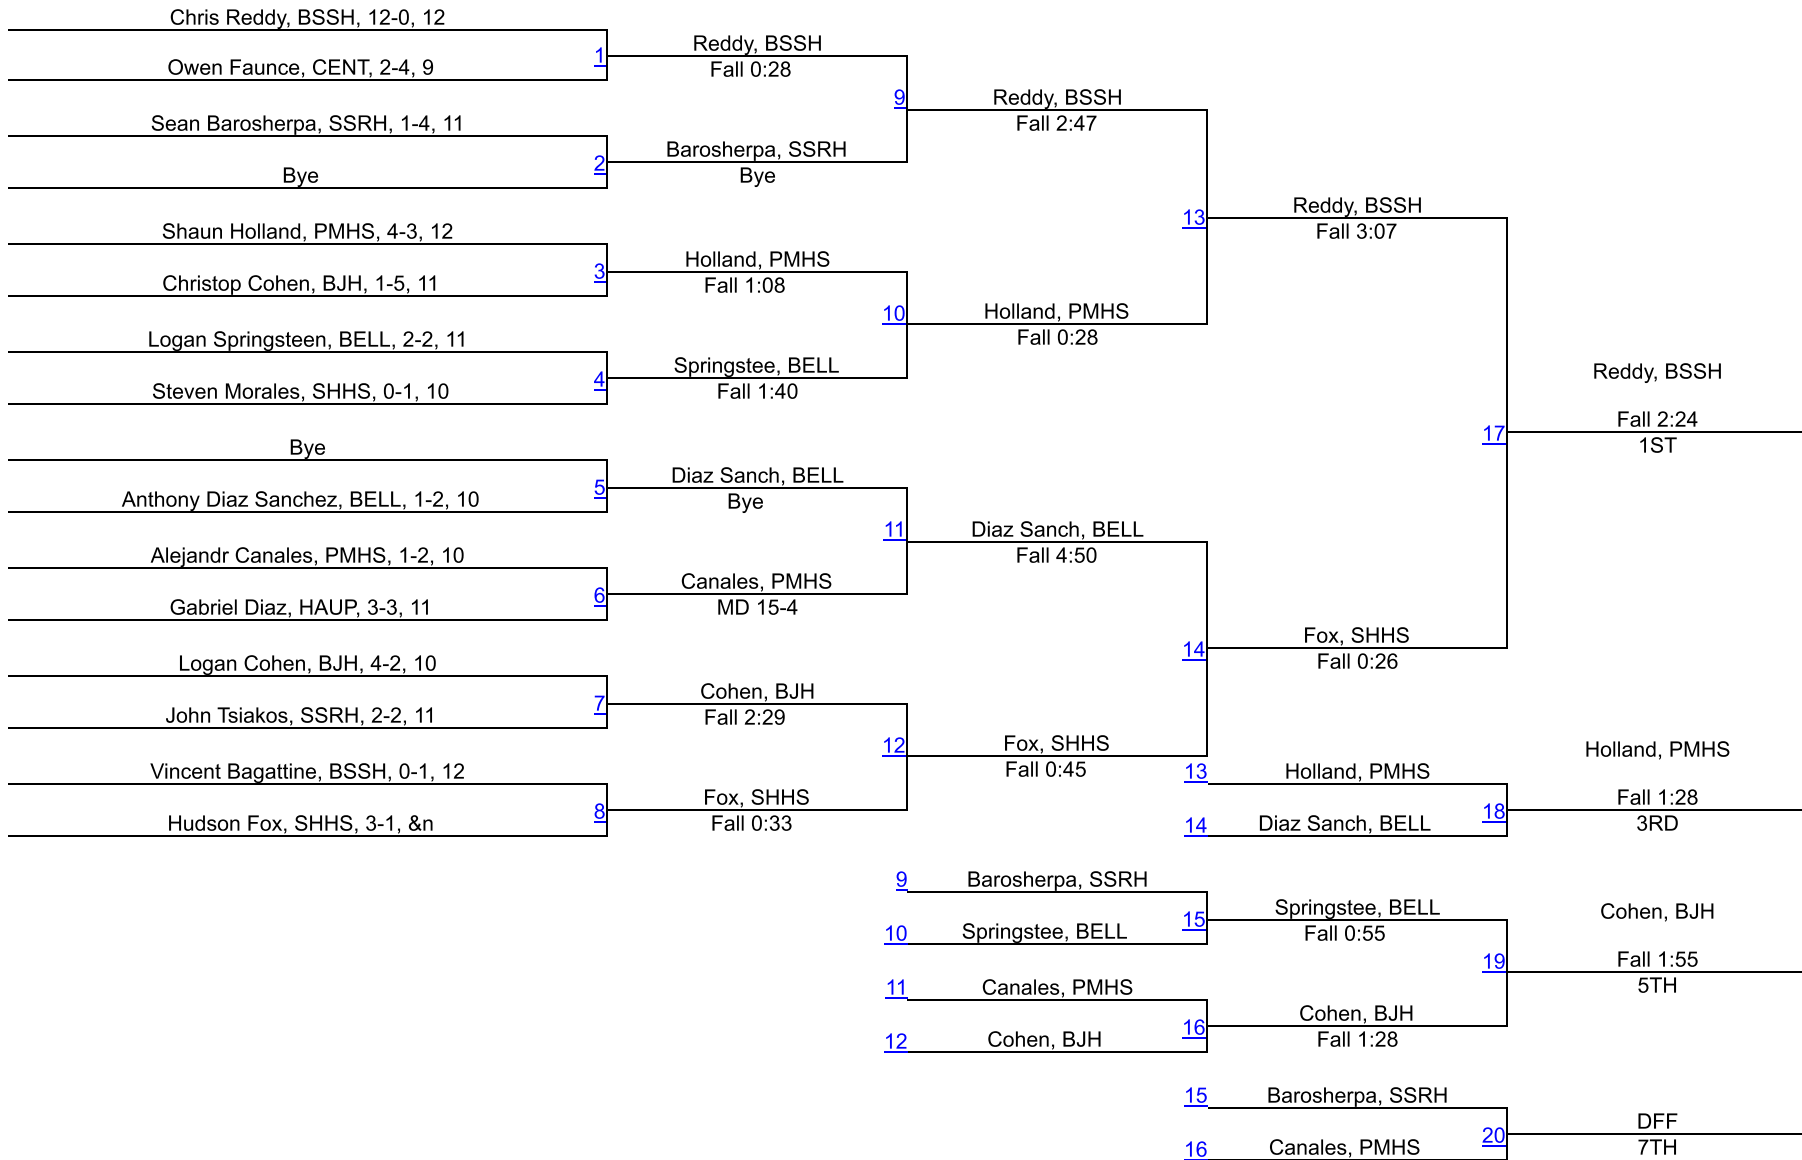 Chris Reddy, BSSH, 12-0, 12
1
Owen Faunce, CENT, 2-4, 9
Sean Barosherpa, SSRH, 1-4, 11
2
Bye
Shaun Holland, PMHS, 4-3, 12
3
Christop Cohen, BJH, 1-5, 11
Logan Springsteen, BELL, 2-2, 11
4
Steven Morales, SHHS, 0-1, 10
Bye
5
Anthony Diaz Sanchez, BELL, 1-2, 10
Alejandr Canales, PMHS, 1-2, 10
6
Gabriel Diaz, HAUP, 3-3, 11
Logan Cohen, BJH, 4-2, 10
7
John Tsiakos, SSRH, 2-2, 11
Vincent Bagattine, BSSH, 0-1, 12
8
Hudson Fox, SHHS, 3-1, &n
Reddy, BSSH
Fall 0:28
9
Barosherpa, SSRH
Bye
Holland, PMHS
Fall 1:08
10
Springstee, BELL
Fall 1:40
Diaz Sanch, BELL
Bye
11
Canales, PMHS
MD 15-4
Cohen, BJH
Fall 2:29
12
Fox, SHHS
Fall 0:33
Reddy, BSSH
Fall 2:47
13
Holland, PMHS
Fall 0:28
Diaz Sanch, BELL
Fall 4:50
14
Fox, SHHS
Fall 0:45
Reddy, BSSH
Fall 3:07
17
Fox, SHHS
Fall 0:26
Reddy, BSSH
Fall 2:24
1ST
13
Holland, PMHS
18
14
Diaz Sanch, BELL
Holland, PMHS
Fall 1:28
3RD
9
Barosherpa, SSRH
15
10
Springstee, BELL
11
Canales, PMHS
16
12
Cohen, BJH
Springstee, BELL
Fall 0:55
19
Cohen, BJH
Fall 1:28
Cohen, BJH
Fall 1:55
5TH
15
Barosherpa, SSRH
20
16
Canales, PMHS
DFF
7TH